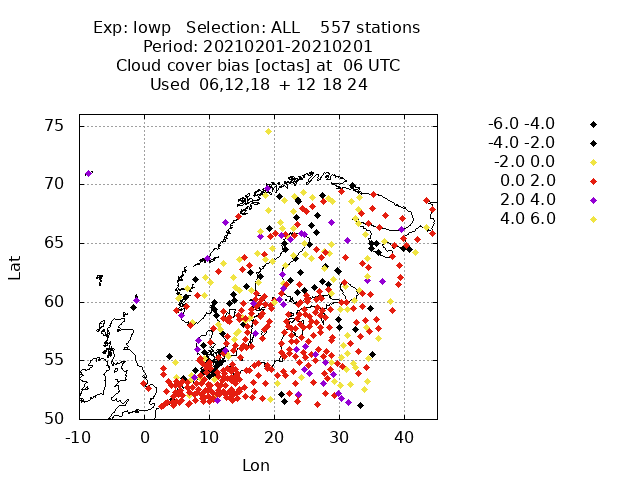 Exp: lowp   Selection: ALL    557 stations
Period: 20210201-20210201
Cloud cover bias [octas] at  06 UTC
Used  06,12,18  + 12 18 24
-6.0 -4.0
-4.0 -2.0
-2.0 0.0
0.0 2.0
2.0 4.0
4.0 6.0
75
70
65
60
55
50
Lat
-10 0 10 20 30 40
Lon